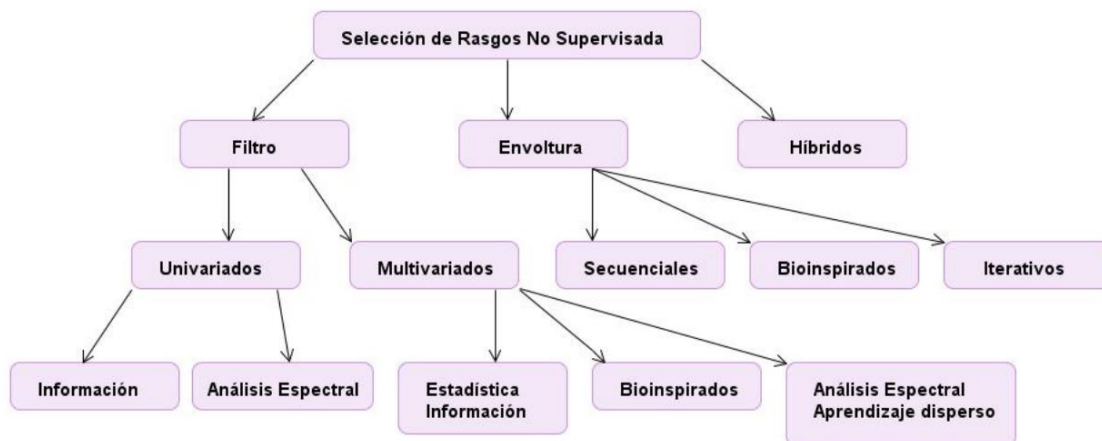 Selección de Rasgos No Supervisada
Filtro
Envoltura
Híbridos
Univariados
Multivariados
Secuenciales
Bioinspirados
Iterativos
Información
Análisis Espectral
Estadística
Información
Bioinspirados
Análisis Espectral
Aprendizaje disperso